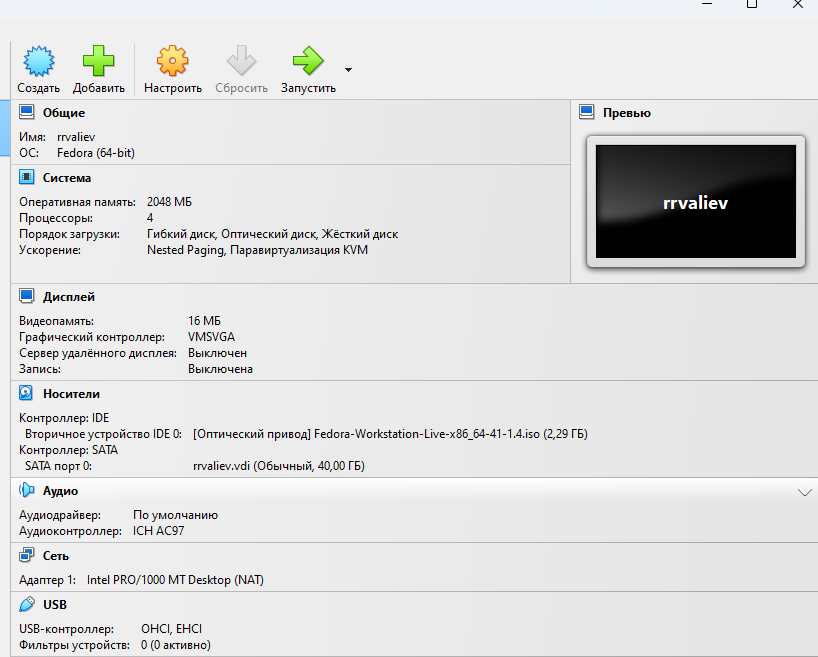 Создать Добавить Настроить Сбросить Запустить
Общие
Имя: rrvaliev
ОС: Fedora (64-bit)
Превью
rrvaliev
Система
Оперативная память: 2048 МБ
Процессоры: 4
Порядок загрузки: Гибкий диск, Оптический диск, Жёсткий диск
Ускорение: Nested Paging, Паравиртуализация KVM
Дисплей
Видеопамять: 16 МБ
Графический контроллер: VMSVGA
Сервер удалённого дисплея: Выключен
Запись: Выключена
Носители
Контроллер: IDE
Вторичное устройство IDE 0: [Оптический привод] Fedora-Workstation-Live-x86_64-41-1.4.iso (2,29 ГБ)
Контроллер: SATA
SATA порт 0: rrvaliev.vdi (Обычный, 40,00 ГБ)
Аудио
Аудиодрайвер: По умолчанию
Аудиоконтроллер: ICH AC97
Сеть
Адаптер 1: Intel PRO/1000 MT Desktop (NAT)
USB
USB-контроллер: OHCI, EHCI
Фильтры устройств: 0 (0 активно)